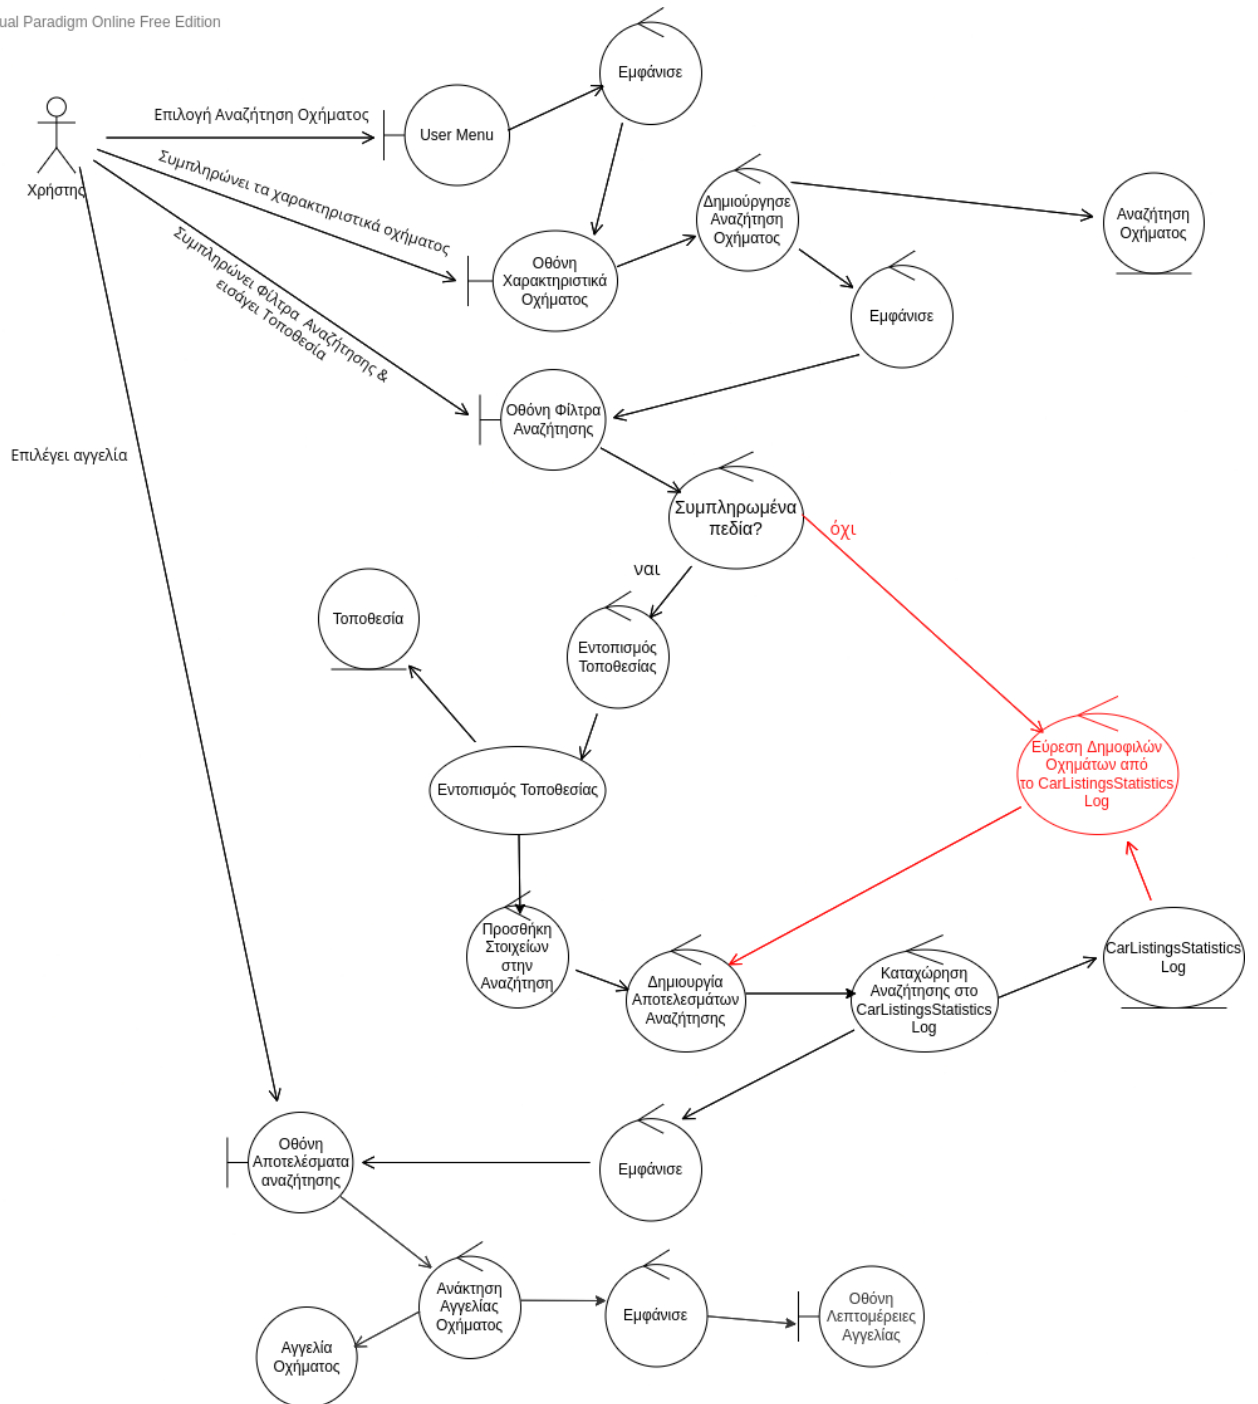 ual Paradigm Online Free Edition
Εμφάνισε
Επιλογή Αναζήτηση Οχήματος
User Menu
Χρήστης
Συμπληρώνει τα χαρακτηριστικά οχήματος
Δημιούργησε
Αναζήτηση
Οχήματος
Αναζήτηση
Οχήματος
Συμπληρώνει Φίλτρα Αναζήτησης &
εισάγει Τοποθεσία
Οθόνη
Χαρακτηριστικά
Οχήματος
Εμφάνισε
Οθόνη Φίλτρα
Αναζήτησης
Επιλέγει αγγελία
Συμπληρωμένα
πεδία?
όχι
ναι
Τοποθεσία
Εντοπισμός
Τοποθεσίας
Εντοπισμός Τοποθεσίας
Εύρεση Δημοφιλών
Οχημάτων από
το CarListingsStatistics
Log
Προσθήκη
Στοιχείων
στην
Αναζήτηση
Δημιουργία
Αποτελεσμάτων
Αναζήτησης
Καταχώρηση
Αναζήτησης στο
CarListingsStatistics
Log
CarListingsStatistics
Log
Οθόνη
Αποτελέσματα
αναζήτησης
Εμφάνισε
Ανάκτηση
Αγγελίας
Οχήματος
Εμφάνισε
Οθόνη
Λεπτομέρειες
Αγγελίας
Αγγελία
Οχήματος